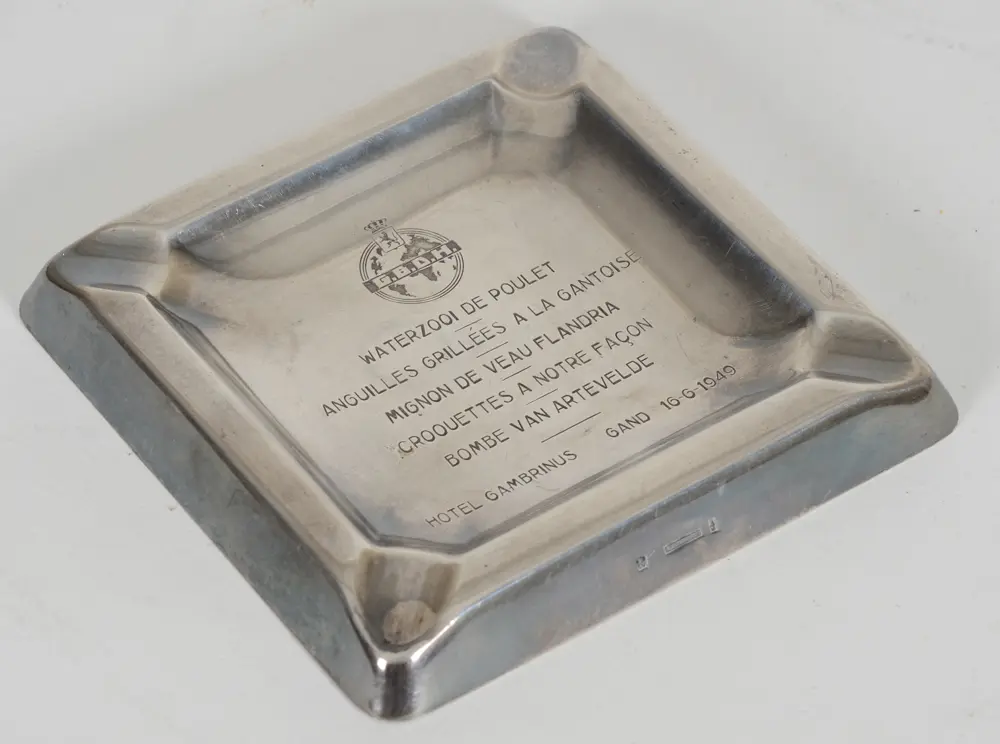 WATERZOOI DE POULET
ANGUILLES GRILLÉES A LA GANTOISE
MIGNON DE VEAU FLANDRIA
CROQUETTES A NOTRE FAÇON
BOMBE VAN ARTEVELDE
HOTEL GAMBRINUS GAND 16-6-1949